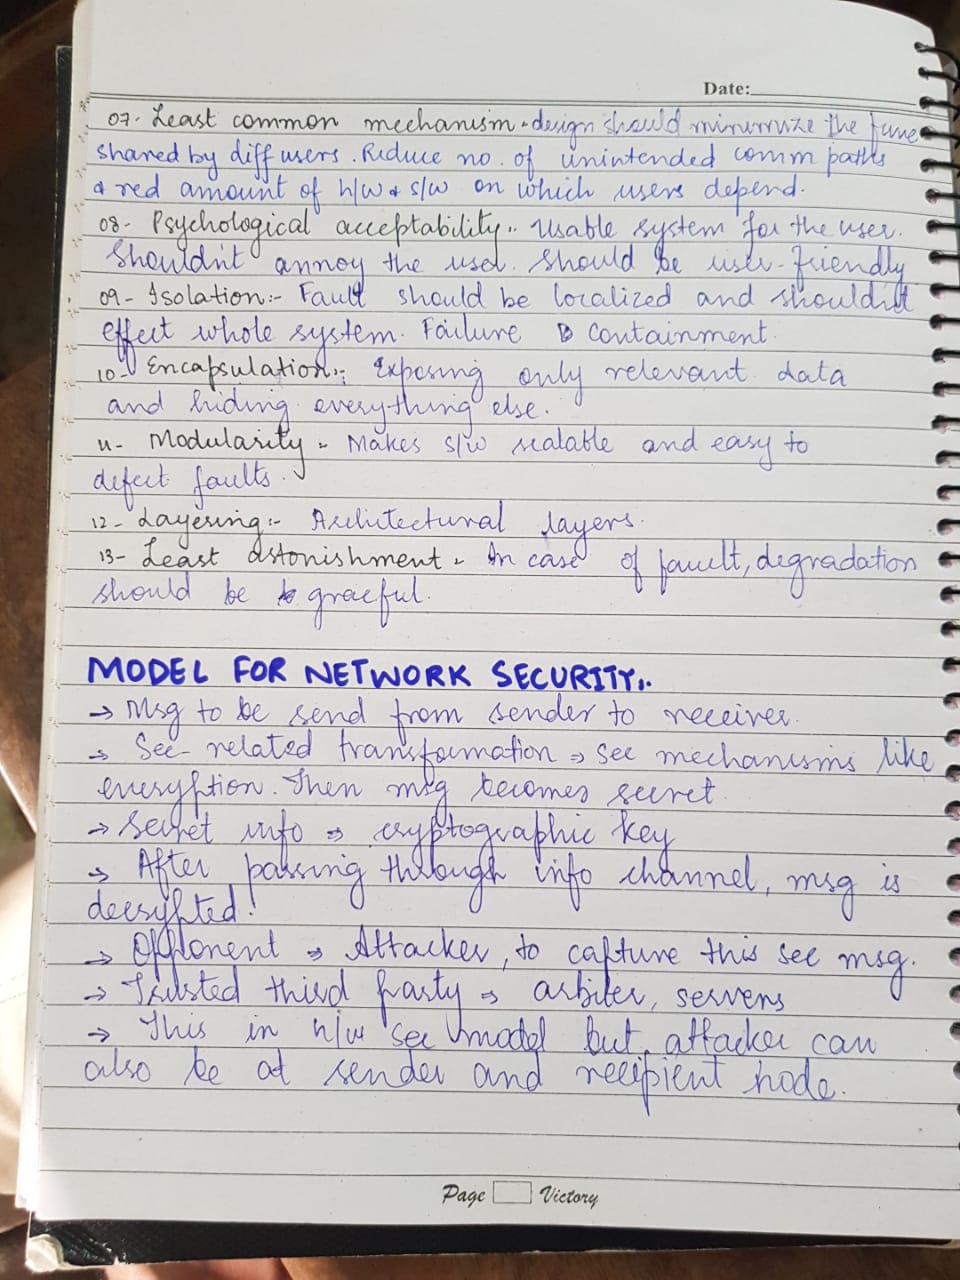 Date:
07- Least common mechanism - design should minimize the func
shared by diff users. Reduce no. of unintended comm paths
& red amount of h/w & s/w on which users depend.
08- Psychological acceptability:- Usable system for the user.
Shouldn't annoy the user. Should be user-friendly
09- Isolation:- Fault should be localized and shouldn't
effect whole system. Failure Containment.
10- Encapsulation:- Exposing only relevant data
and hiding everything else.
11- Modularity - Makes s/w scalable and easy to
detect faults.
12- Layering:- Architectural layers.
13- Least astonishment - In case of fault, degradation
should be graceful.
MODEL FOR NETWORK SECURITY:-
→ Msg to be send from sender to receiver.
→ Sec- related transformation → Sec mechanisms like
encryption. Then msg becomes secret.
→ Secret info → cryptographic key
→ After passing through info channel, msg is
decrypted!
→ Opponent → Attacker, to capture this sec msg.
→ Trusted third party → arbiter, servers
→ This in n/w sec model but attacker can
also be at sender and recipient node.
Page Victory